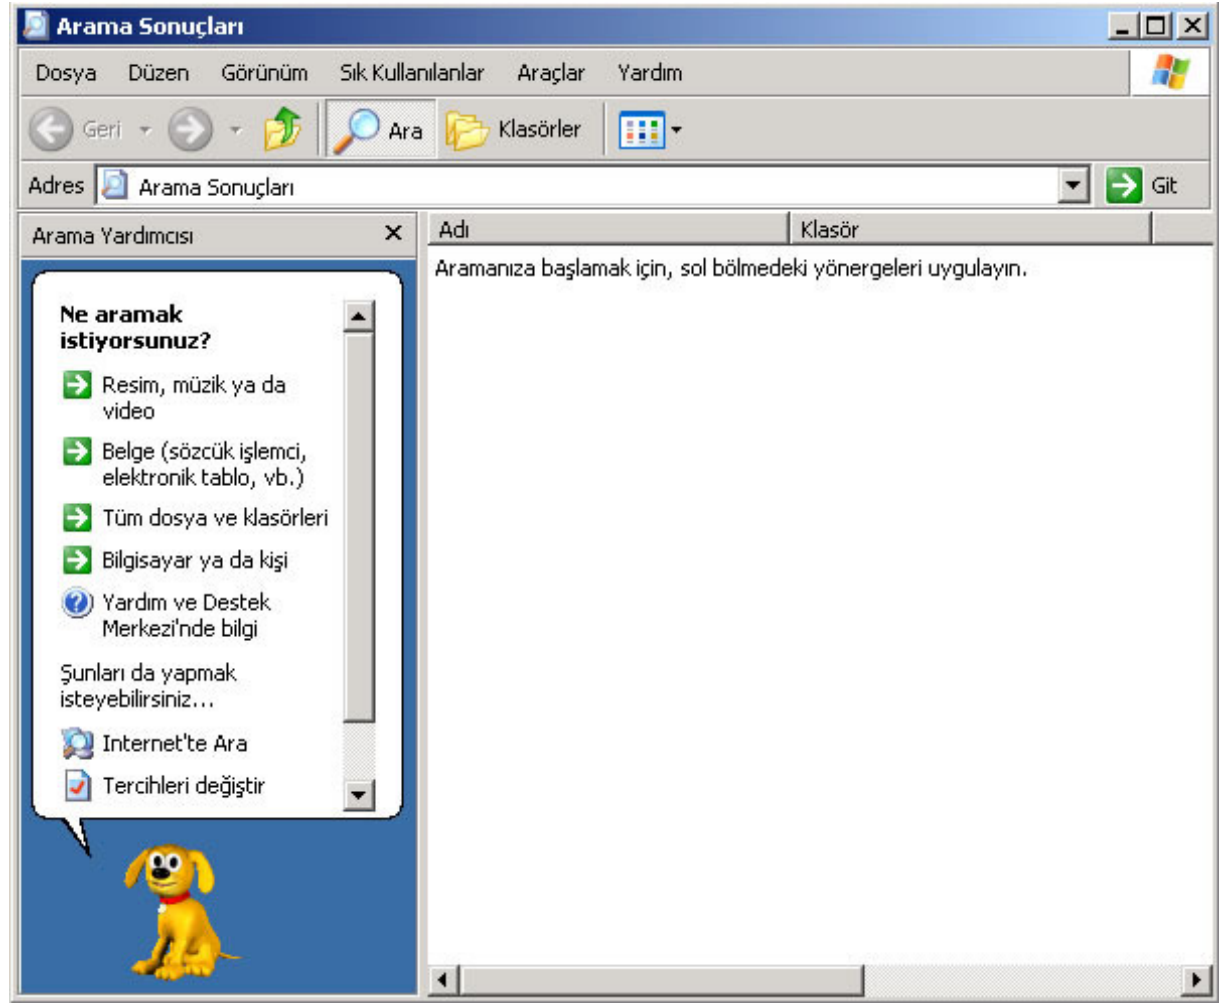 Arama Sonuçları
Dosya Düzen Görünüm Sık Kullanılanlar Araçlar Yardım
Geri Ara Klasörler
Adres Arama Sonuçları Git
Arama Yardımcısı
Adı Klasör
Aramanıza başlamak için, sol bölmedeki yönergeleri uygulayın.
Ne aramak
istiyorsunuz?
Resim, müzik ya da
video
Belge (sözcük işlemci,
elektronik tablo, vb.)
Tüm dosya ve klasörleri
Bilgisayar ya da kişi
Yardım ve Destek
Merkezi'nde bilgi
Şunları da yapmak
isteyebilirsiniz...
Internet'te Ara
Tercihleri değiştir